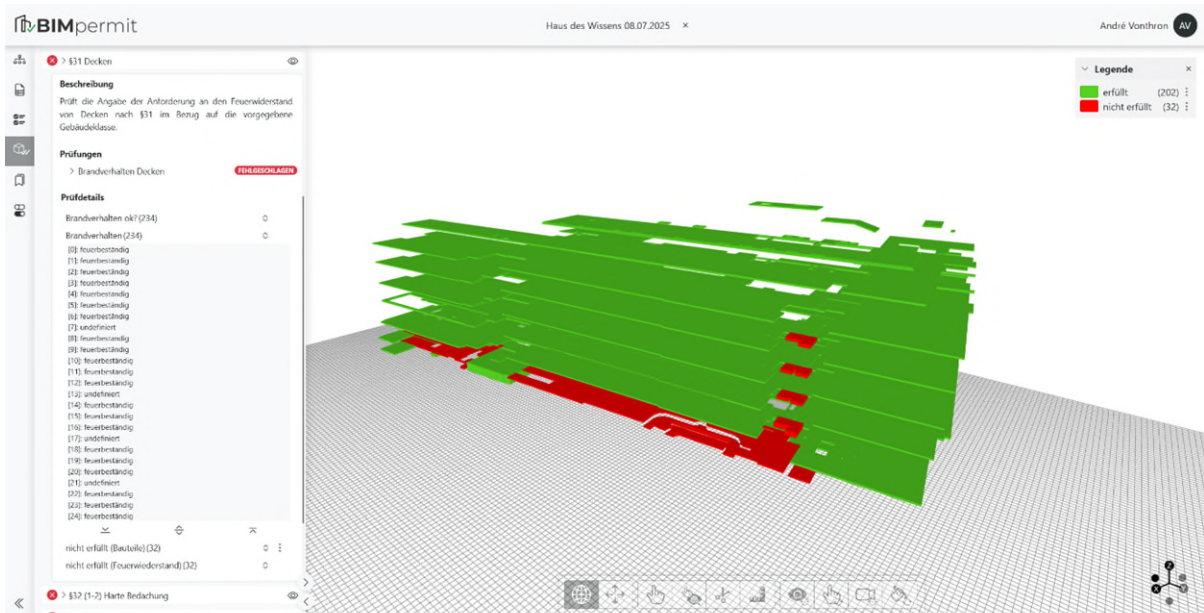 BIMpermit
Haus des Wissens 08.07.2025 ×
André Vonthron AV
§31 Decken
Beschreibung
Prüft die Angabe der Anforderung an den Feuerwiderstand
von Decken nach §31 im Bezug auf die vorgegebene
Gebäudeklasse.
Prüfungen
Brandverhalten Decken FEHLGESCHLAGEN
Prüfdetails
Brandverhalten ok? (234)
Brandverhalten (234)
[0]: feuerbeständig
[1]: feuerbeständig
[2]: feuerbeständig
[3]: feuerbeständig
[4]: feuerbeständig
[5]: feuerbeständig
[6]: feuerbeständig
[7]: undefiniert
[8]: feuerbeständig
[9]: feuerbeständig
[10]: feuerbeständig
[11]: feuerbeständig
[12]: feuerbeständig
[13]: undefiniert
[14]: feuerbeständig
[15]: feuerbeständig
[16]: feuerbeständig
[17]: undefiniert
[18]: feuerbeständig
[19]: feuerbeständig
[20]: feuerbeständig
[21]: undefiniert
[22]: feuerbeständig
[23]: feuerbeständig
[24]: feuerbeständig
nicht erfüllt (Bauteile) (32)
nicht erfüllt (Feuerwiederstand) (32)
§32 (1-2) Harte Bedachung
Legende ×
erfüllt (202)
nicht erfüllt (32)
Z
X